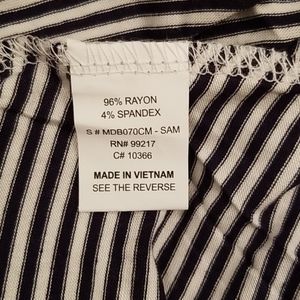 96% RAYON
4% SPANDEX
S # MDB070CM - SAM
RN# 99217
C# 10366
MADE IN VIETNAM
SEE THE REVERSE